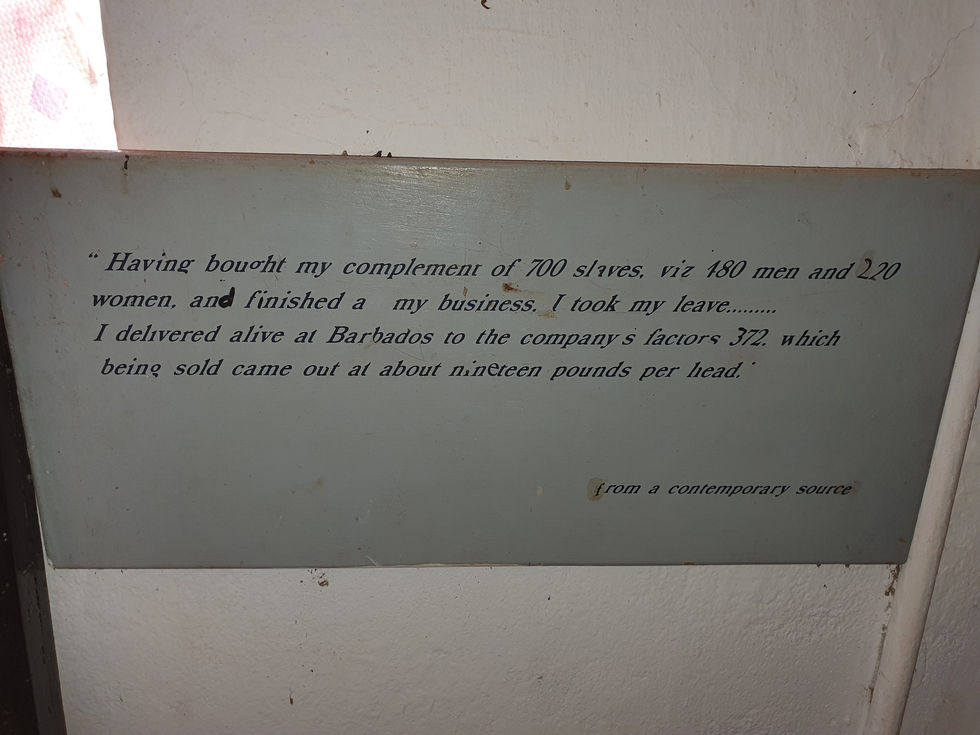 “ Having bought my complement of 700 slaves, viz 480 men and 220
women, and finished a my business. I took my leave.........
I delivered alive at Barbados to the company's factors 372. which
being sold came out at about nineteen pounds per head.”
from a contemporary source